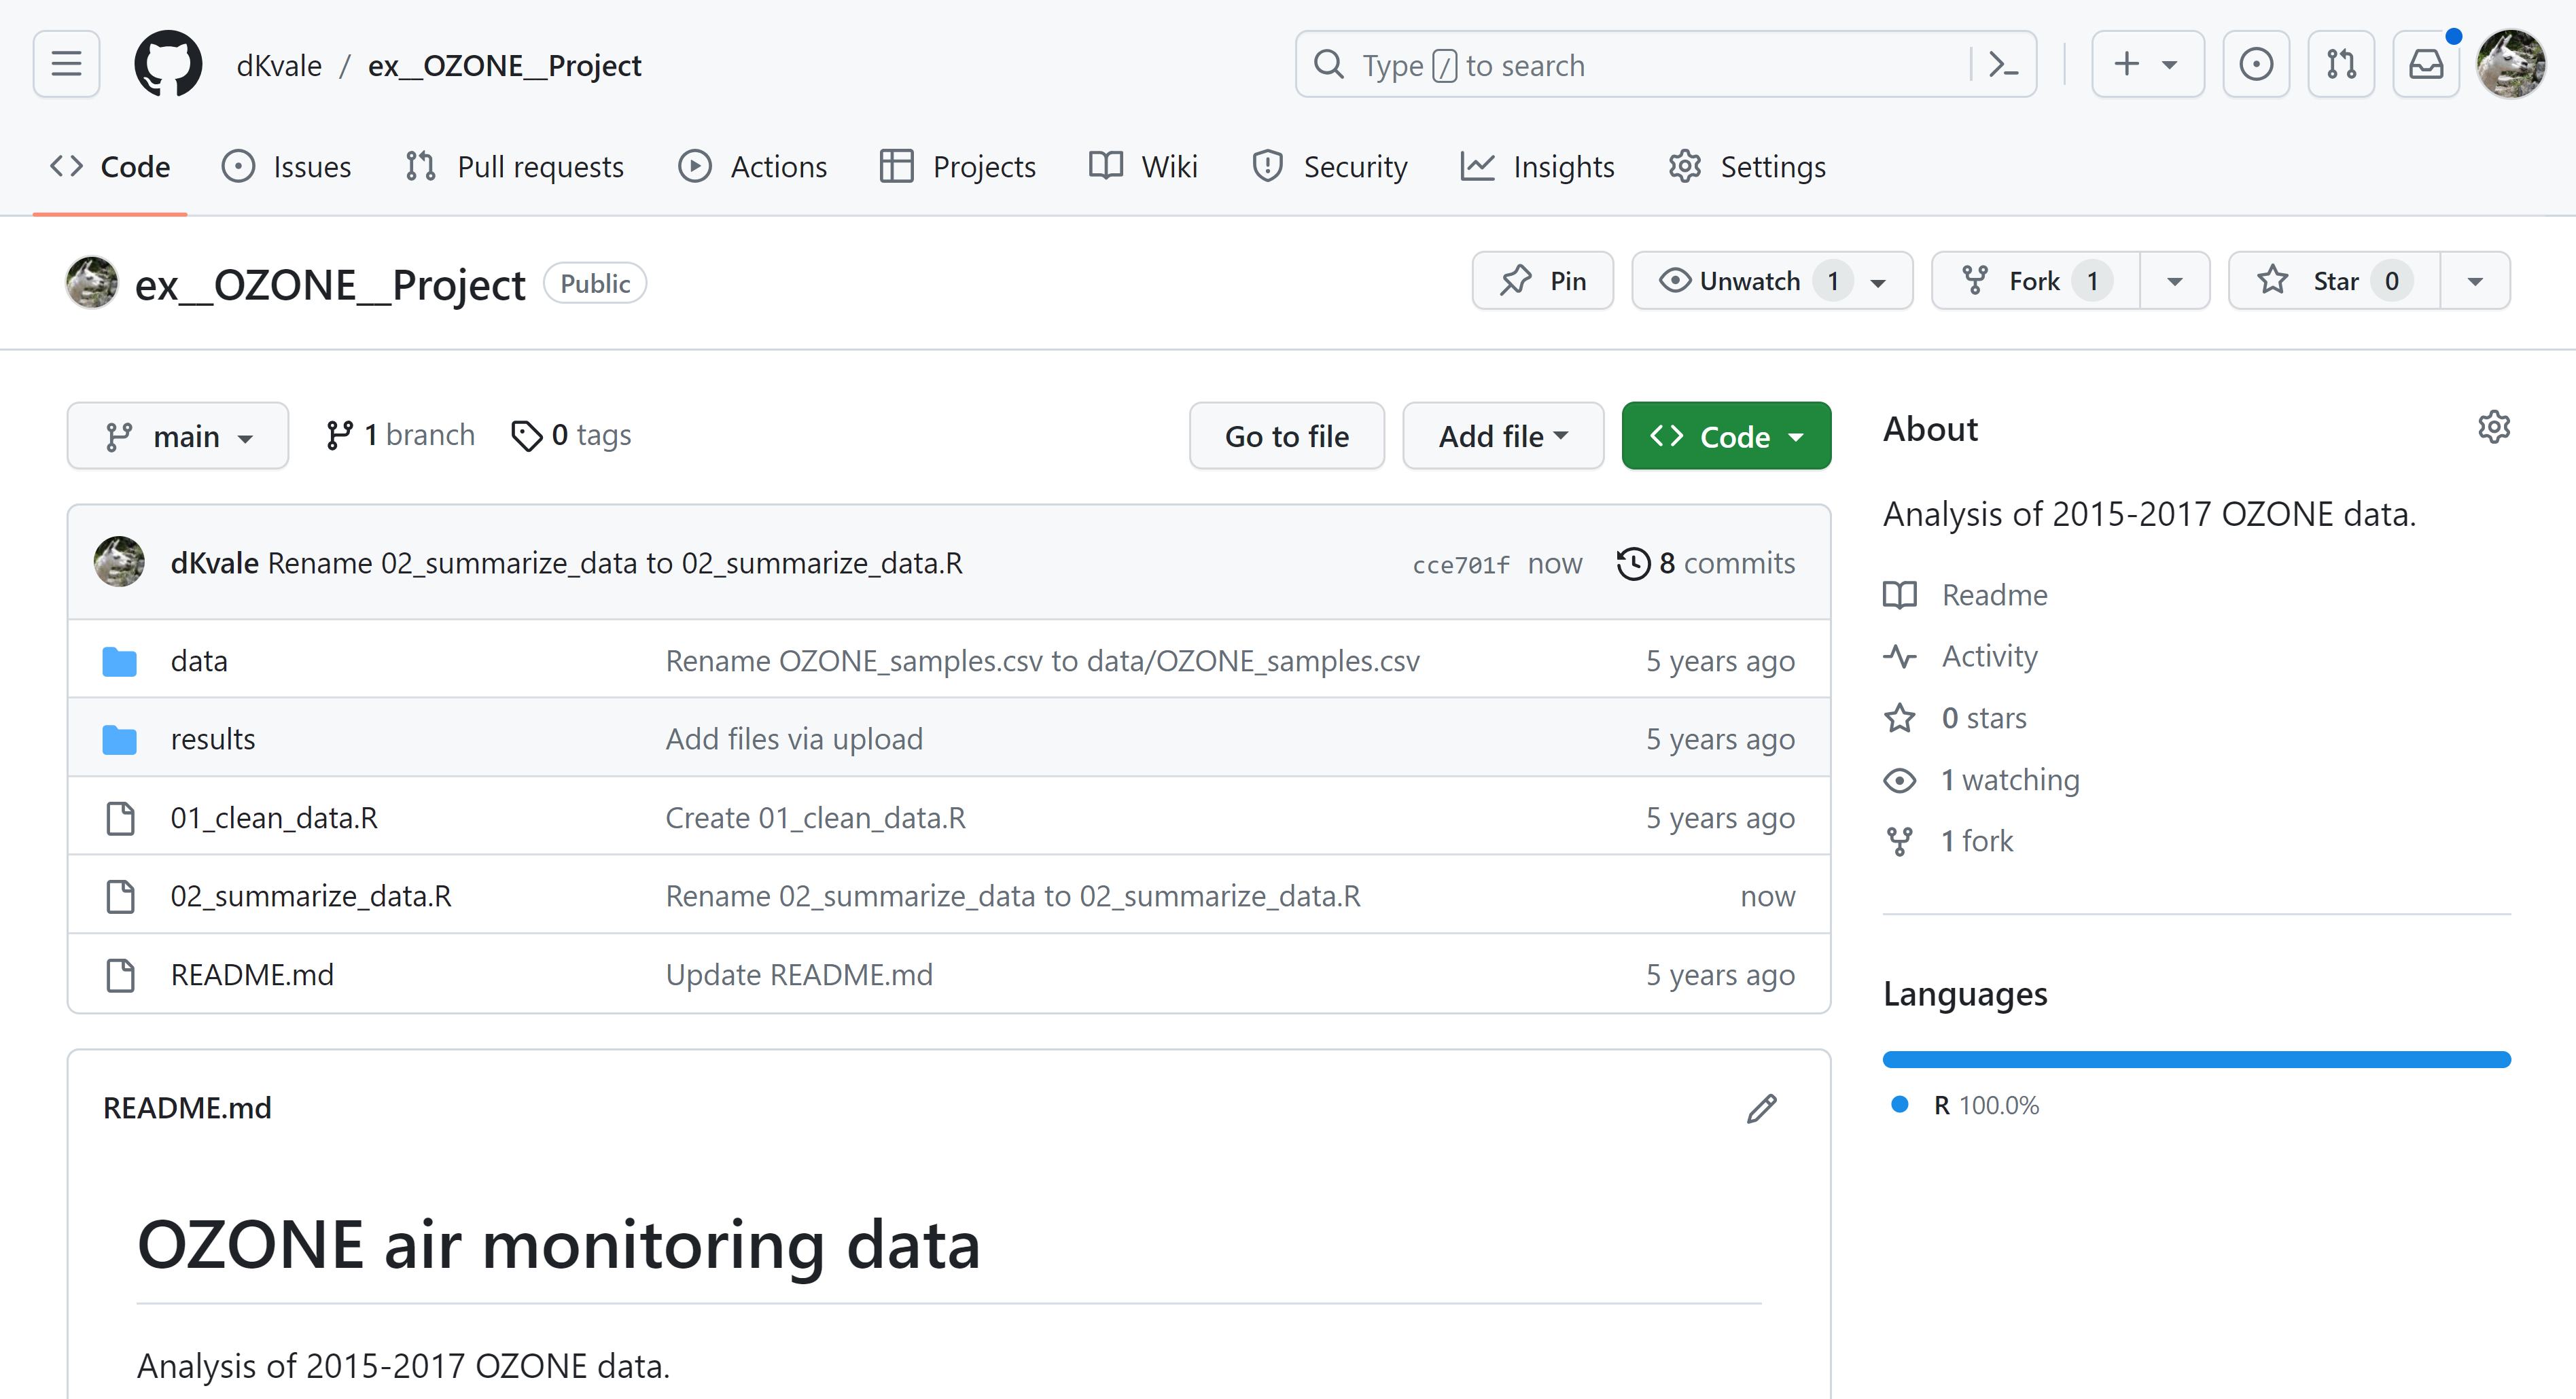 dKvale / ex__OZONE__Project
Type / to search
Code Issues Pull requests Actions Projects Wiki Security Insights Settings
ex__OZONE__Project Public
Pin Unwatch 1 Fork 1 Star 0
main 1 branch 0 tags
Go to file Add file Code
dKvale Rename 02_summarize_data to 02_summarize_data.R cce701f now 8 commits
data Rename OZONE_samples.csv to data/OZONE_samples.csv 5 years ago
results Add files via upload 5 years ago
01_clean_data.R Create 01_clean_data.R 5 years ago
02_summarize_data.R Rename 02_summarize_data to 02_summarize_data.R now
README.md Update README.md 5 years ago
README.md
OZONE air monitoring data
Analysis of 2015-2017 OZONE data.
About
Analysis of 2015-2017 OZONE data.
Readme
Activity
0 stars
1 watching
1 fork
Languages
R 100.0%